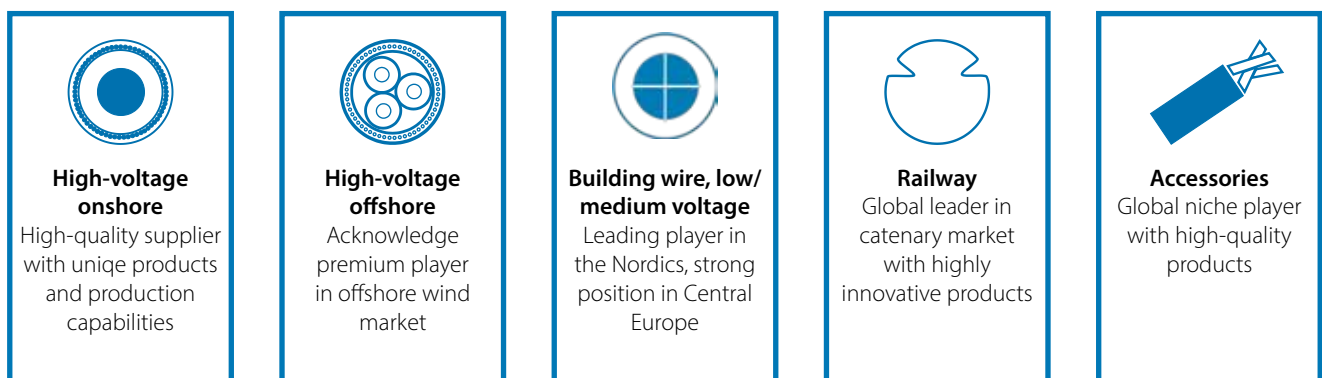 High-voltage
onshore
High-quality supplier
with uniqe products
and production
capabilities
High-voltage
offshore
Acknowledge
premium player
in offshore wind
market
Building wire, low/
medium voltage
Leading player in
the Nordics, strong
position in Central
Europe
Railway
Global leader in
catenary market
with highly
innovative products
Accessories
Global niche player
with high-quality
products